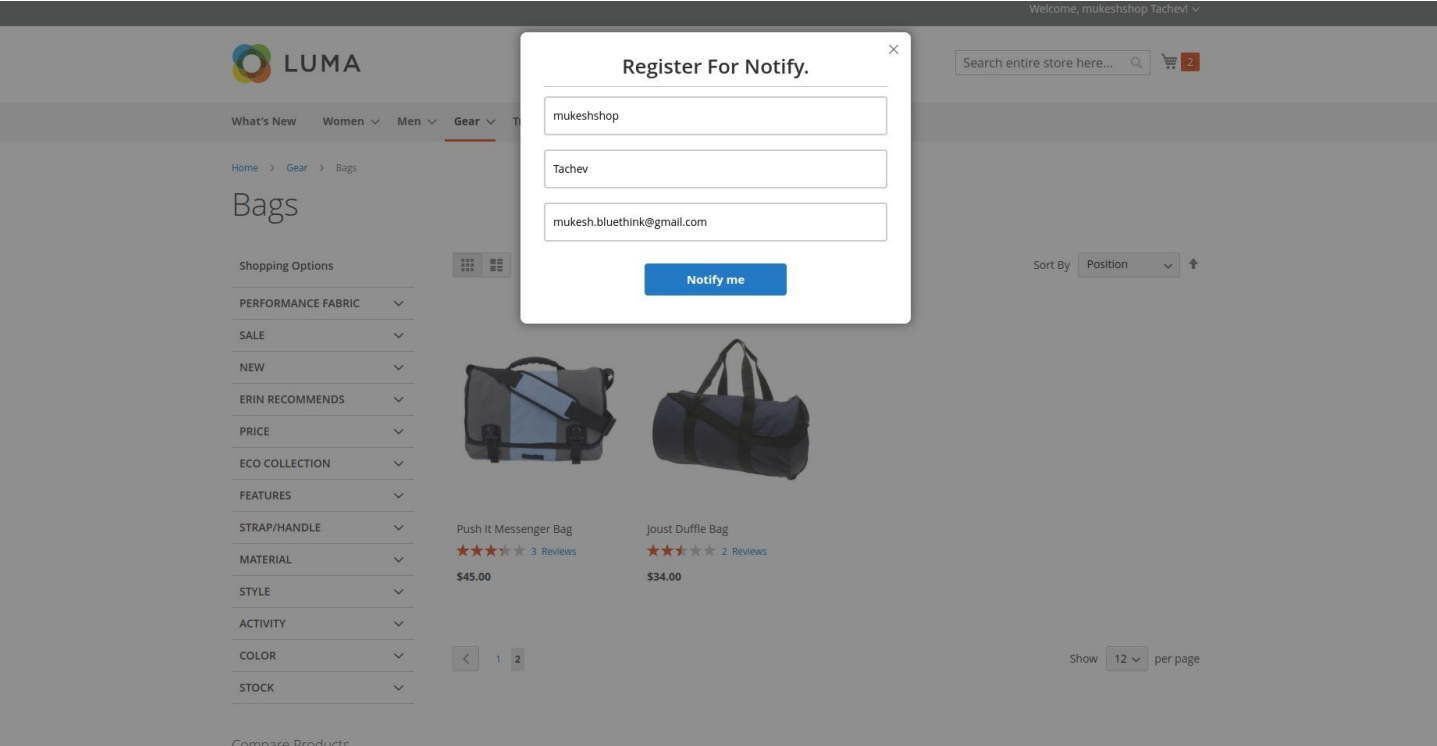 Welcome, mukeshshop Tachev!
LUMA
Search entire store here...
2
What's New Women Men Gear
Home > Gear > Bags
Bags
Register For Notify.
mukeshshop
Tachev
mukesh.bluethink@gmail.com
Notify me
Shopping Options
Sort By Position
PERFORMANCE FABRIC
SALE
NEW
ERIN RECOMMENDS
PRICE
ECO COLLECTION
FEATURES
STRAP/HANDLE
MATERIAL
STYLE
ACTIVITY
COLOR
STOCK
Push It Messenger Bag
3 Reviews
$45.00
Joust Duffle Bag
2 Reviews
$34.00
1 2
Show 12 per page
Compare Products